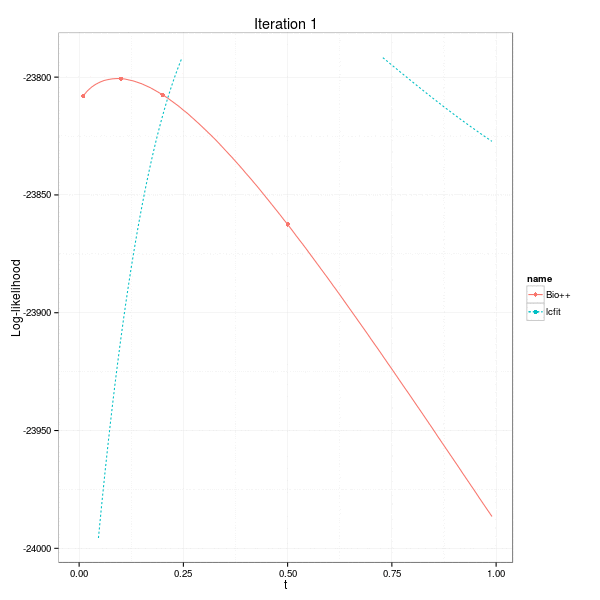 Iteration 1
Log-likelihood
-23800
-23850
-23900
-23950
-24000
0.00 0.25 0.50 0.75 1.00
t
name
Bio++
lcfit